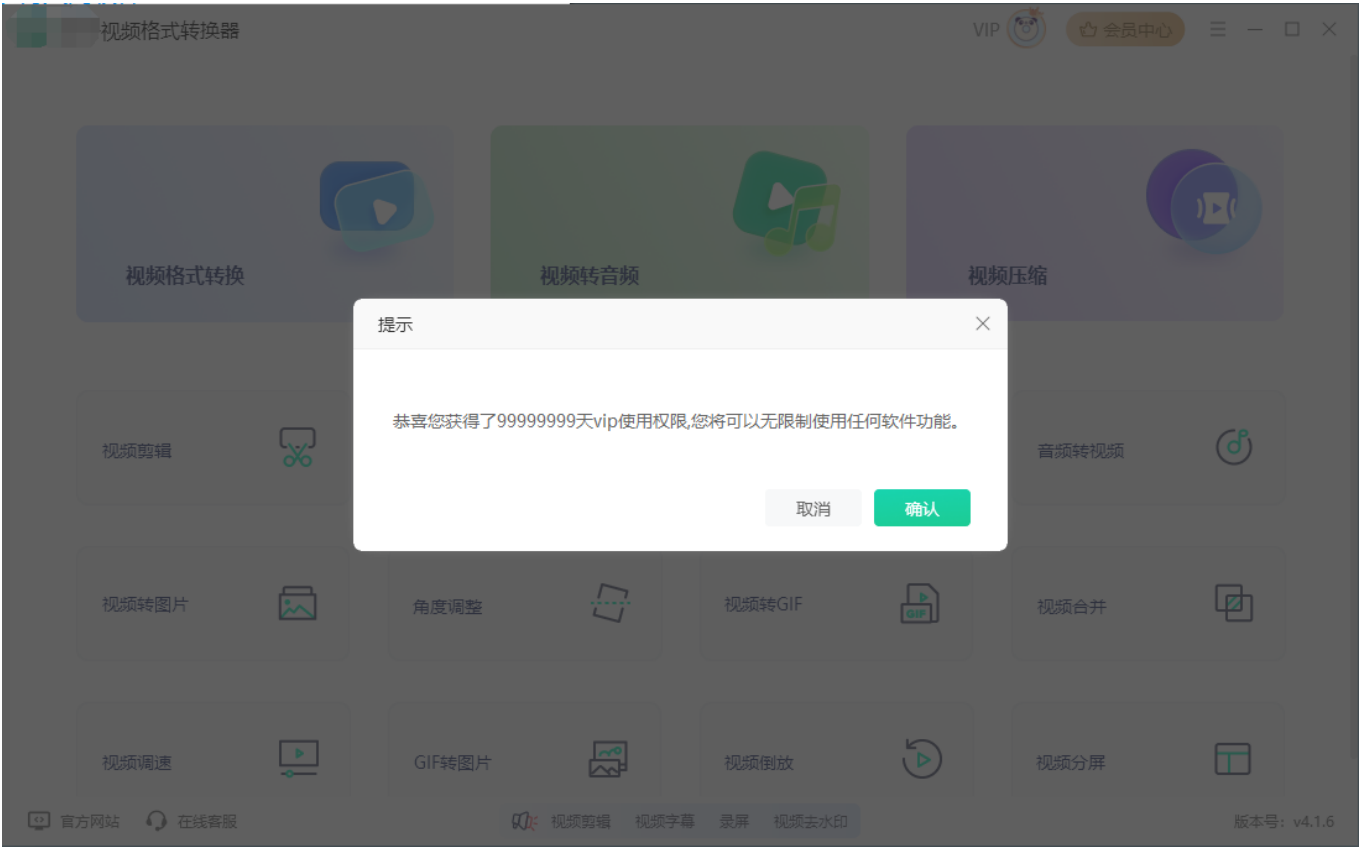 视频格式转换器
VIP
会员中心
视频格式转换
视频转音频
视频压缩
提示
恭喜您获得了99999999天vip使用权限,您将可以无限制使用任何软件功能。
取消
确认
视频剪辑
音频转视频
视频转图片
角度调整
视频转GIF
GIF
视频合并
视频调速
GIF转图片
视频倒放
视频分屏
官方网站
在线客服
视频剪辑
视频字幕
录屏
视频去水印
版本号：v4.1.6